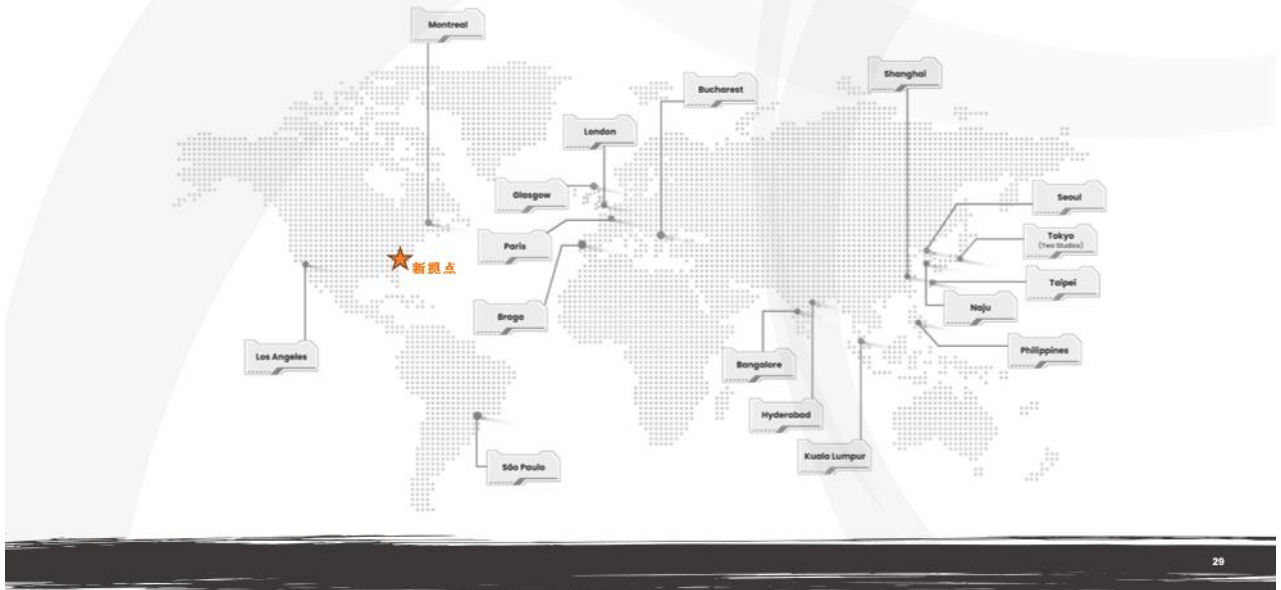 Montreal
Shanghai
Bucharest
London
Glasgow
Seoul
Tokyo
(Two Studios)
Paris
新拠点
Taipei
Naju
Braga
Los Angeles
Bangalore
Philippines
Hyderabad
Kuala Lumpur
São Paulo
29